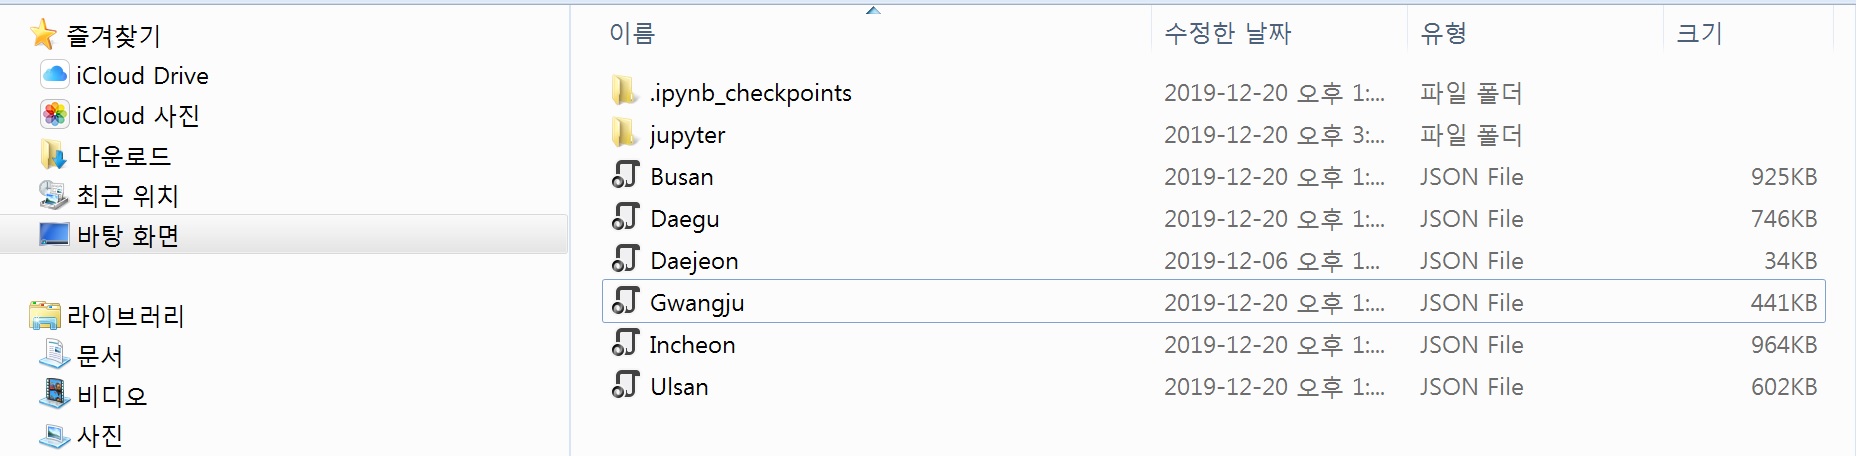 즐겨찾기
iCloud Drive
iCloud 사진
다운로드
최근 위치
바탕 화면
라이브러리
문서
비디오
사진
이름 수정한 날짜 유형 크기
.ipynb_checkpoints 2019-12-20 오후 1:... 파일 폴더
jupyter 2019-12-20 오후 3:... 파일 폴더
Busan 2019-12-20 오후 1:... JSON File 925KB
Daegu 2019-12-20 오후 1:... JSON File 746KB
Daejeon 2019-12-06 오후 1... JSON File 34KB
Gwangju 2019-12-20 오후 1:... JSON File 441KB
Incheon 2019-12-20 오후 1:... JSON File 964KB
Ulsan 2019-12-20 오후 1:... JSON File 602KB